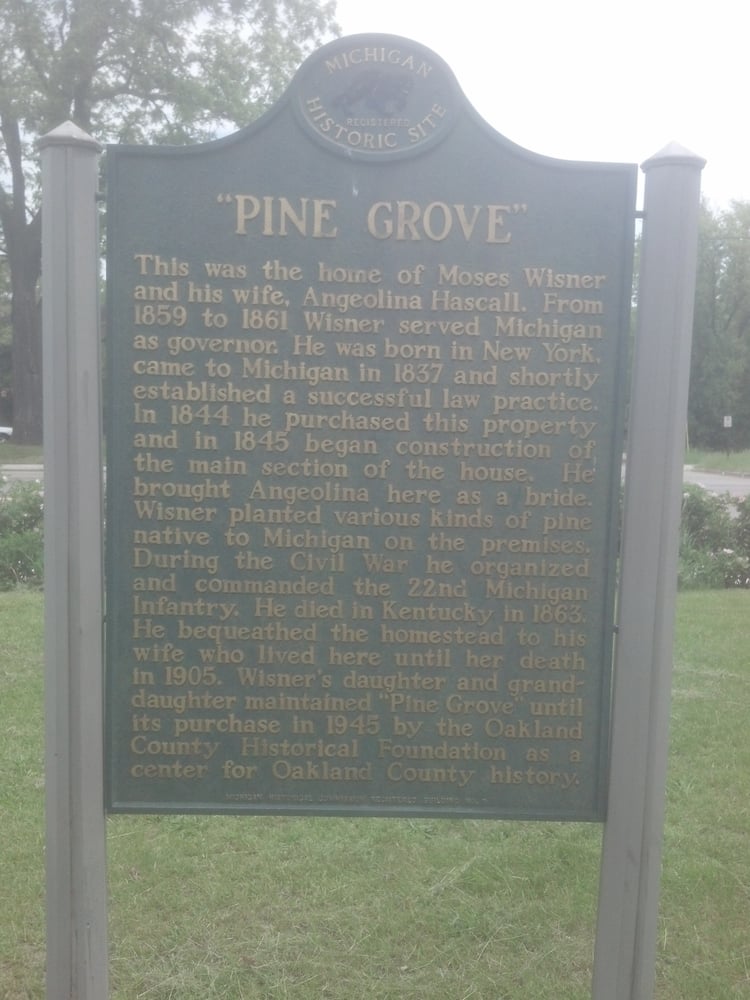 MICHIGAN
REGISTERED
HISTORIC SITE
"PINE GROVE"
This was the home of Moses Wisner
and his wife, Angeolina Hascall. From
1859 to 1861 Wisner served Michigan
as governor. He was born in New York,
came to Michigan in 1837 and shortly
established a successful law practice.
In 1844 he purchased this property
and in 1845 began construction of
the main section of the house. He
brought Angeolina here as a bride.
Wisner planted various kinds of pine
native to Michigan on the premises.
During the Civil War he organized
and commanded the 22nd Michigan
Infantry. He died in Kentucky in 1863.
He bequeathed the homestead to his
wife who lived here until her death
in 1905. Wisner's daughter and grand-
daughter maintained "Pine Grove" until
its purchase in 1945 by the Oakland
County Historical Foundation as a
center for Oakland County history.
MICHIGAN HISTORICAL COMMISSION REGISTERED BUILDING NO.